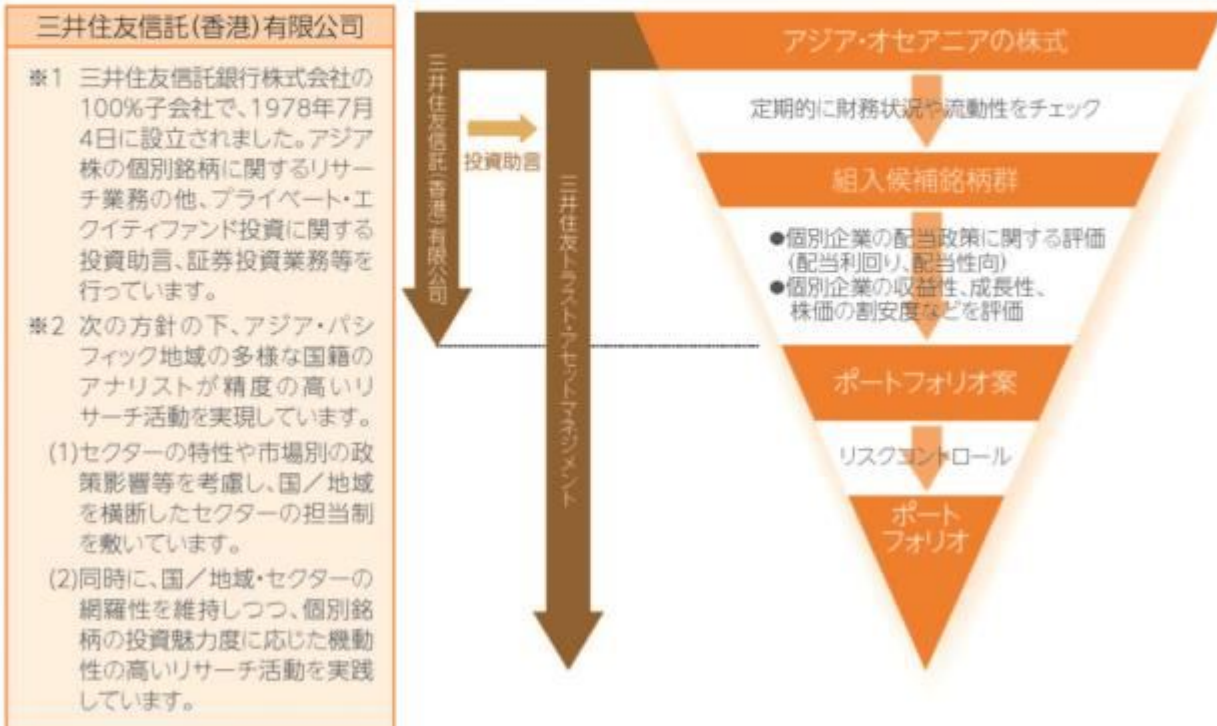 三井住友信託(香港)有限公司
※1 三井住友信託銀行株式会社の
100%子会社で、1978年7月
4日に設立されました。アジア
株の個別銘柄に関するリサー
チ業務の他、プライベート・エ
クイティファンド投資に関する
投資助言、証券投資業務等を
行っています。
※2 次の方針の下、アジア・パシ
フィック地域の多様な国籍の
アナリストが精度の高いリ
サーチ活動を実現しています。
(1)セクターの特性や市場別の政
策影響等を考慮し、国／地域
を横断したセクターの担当制
を敷いています。
(2)同時に、国／地域・セクターの
網羅性を維持しつつ、個別銘
柄の投資魅力度に応じた機動
性の高いリサーチ活動を実践
しています。
三井住友信託(香港)有限公司
投資助言
三井住友トラスト・アセットマネジメント
アジア・オセアニアの株式
定期的に財務状況や流動性をチェック
組入候補銘柄群
●個別企業の配当政策に関する評価
(配当利回り、配当性向)
●個別企業の収益性、成長性、
株価の割安度などを評価
ポートフォリオ案
リスクコントロール
ポート
フォリオ